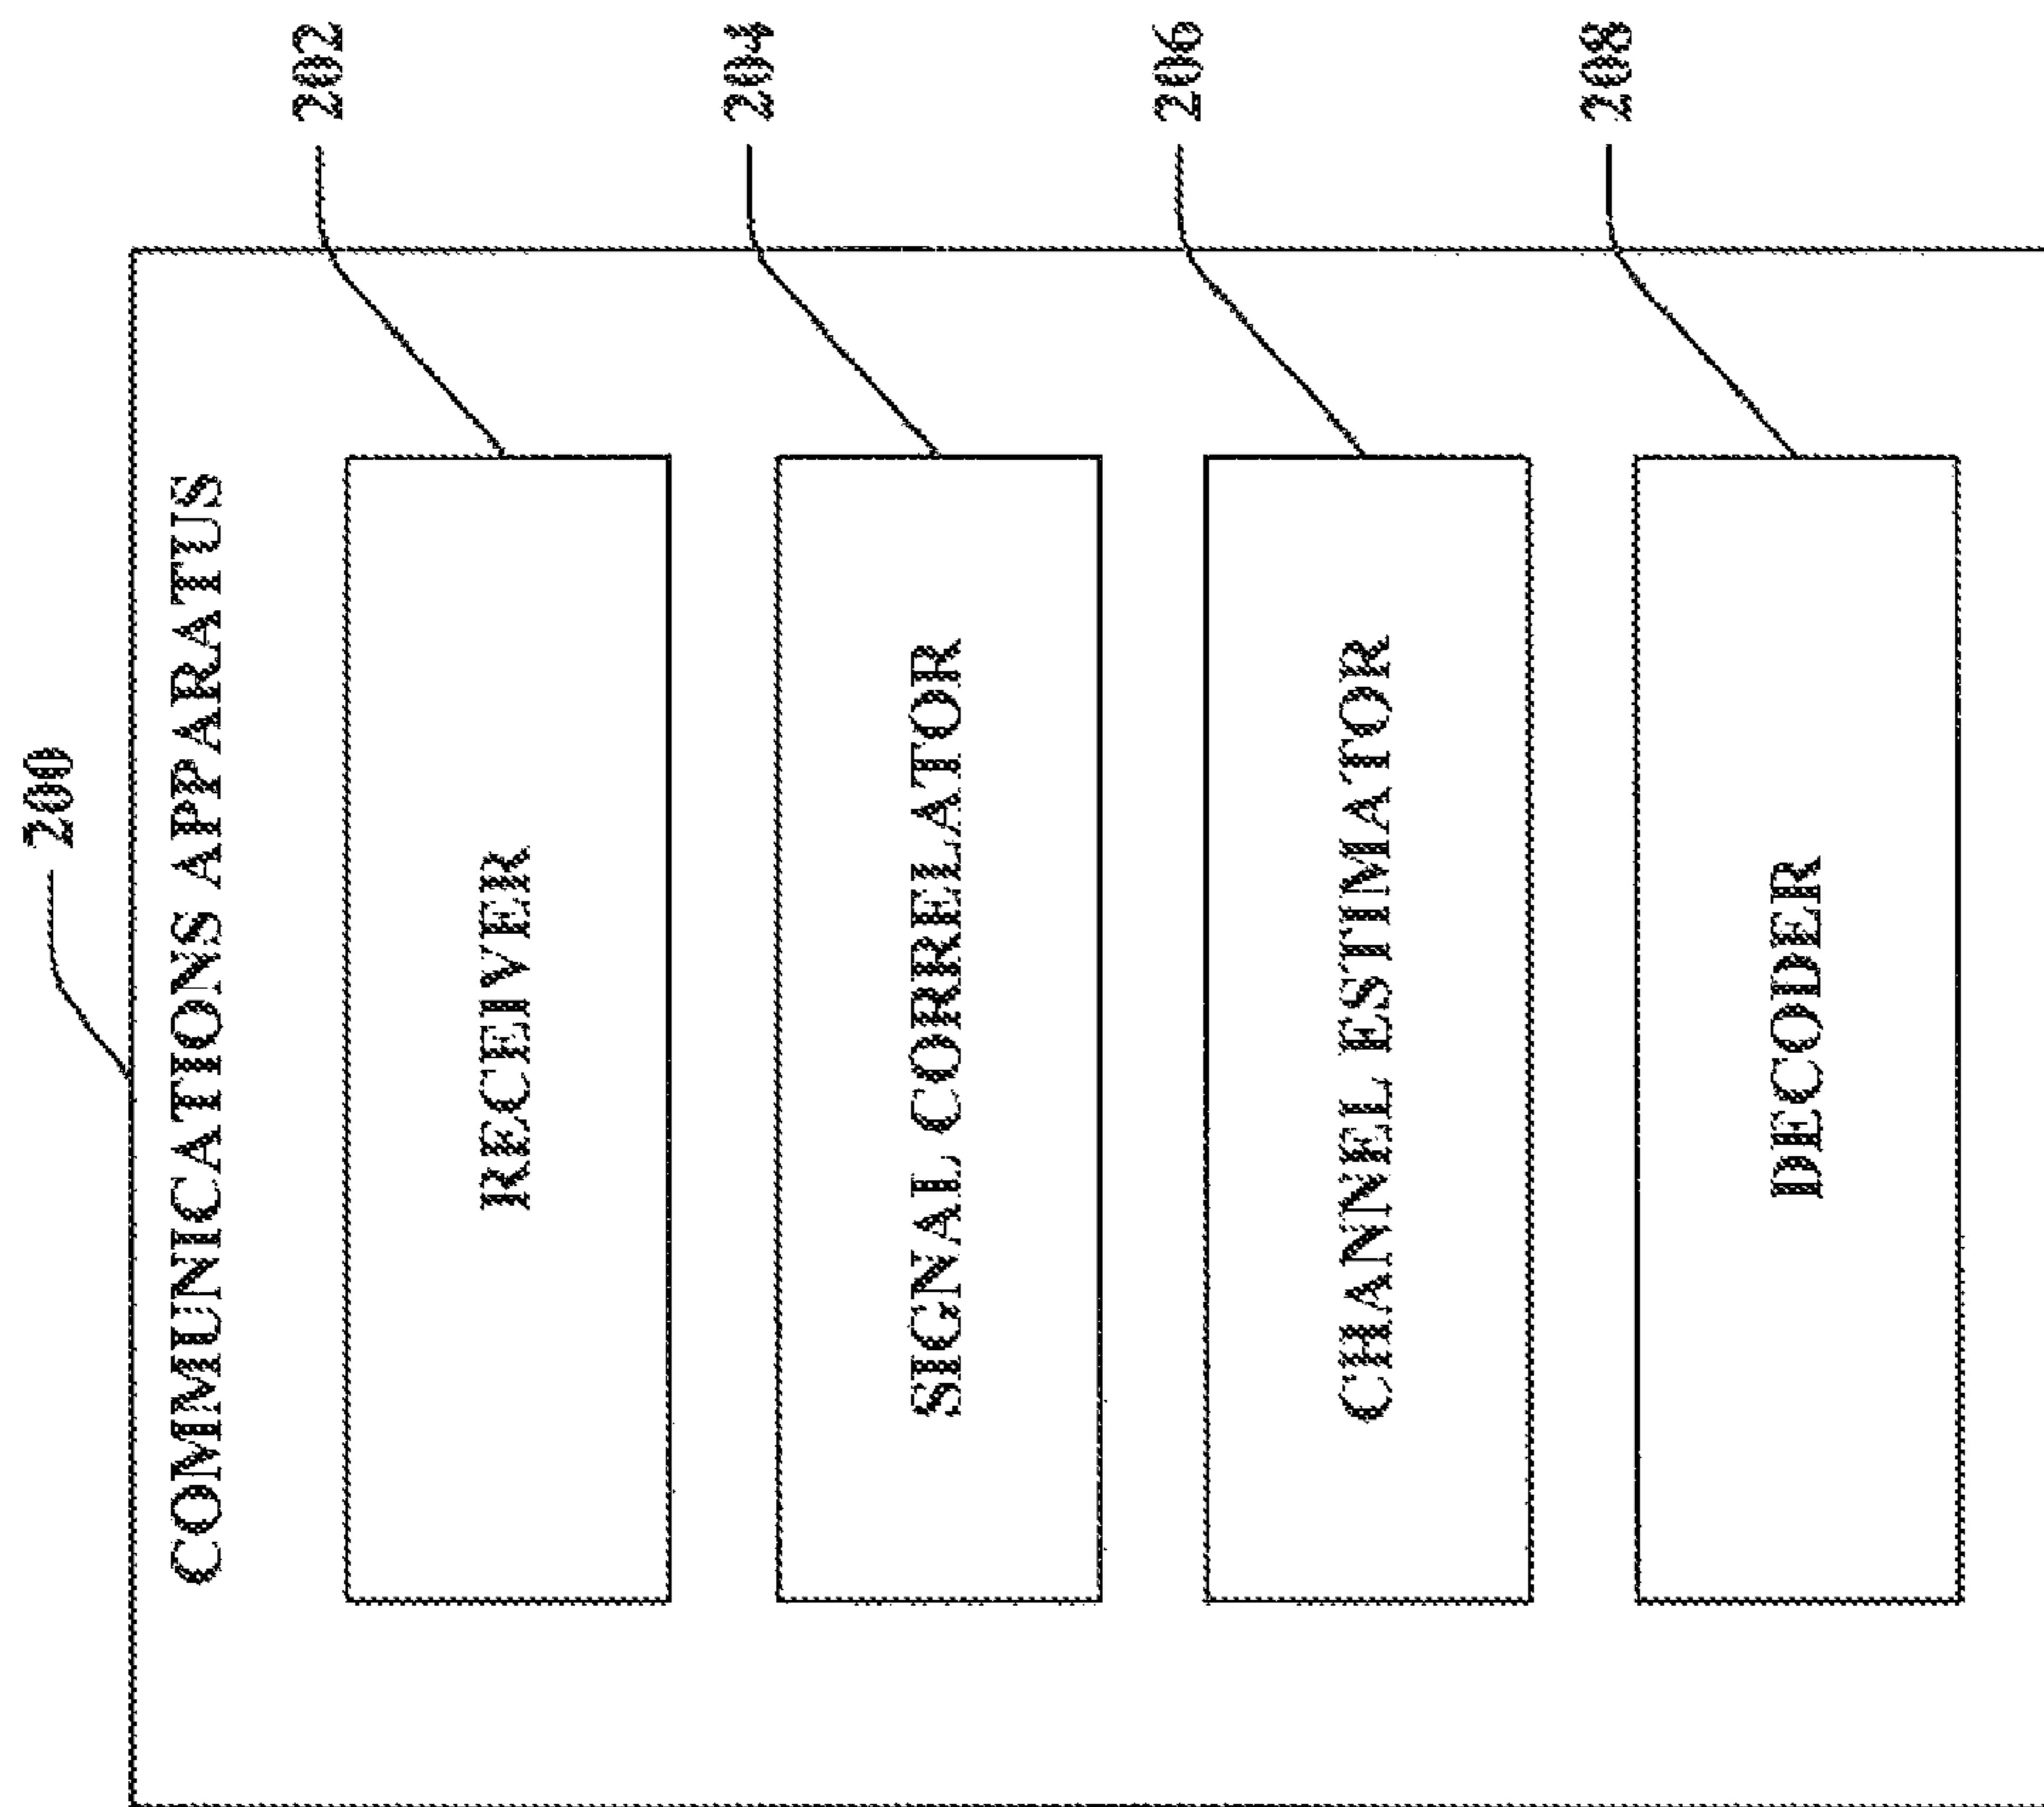 200
COMMUNICATIONS APPARATUS
202
RECEIVER
204
SIGNAL CORRELATOR
206
CHANNEL ESTIMATOR
208
DECODER